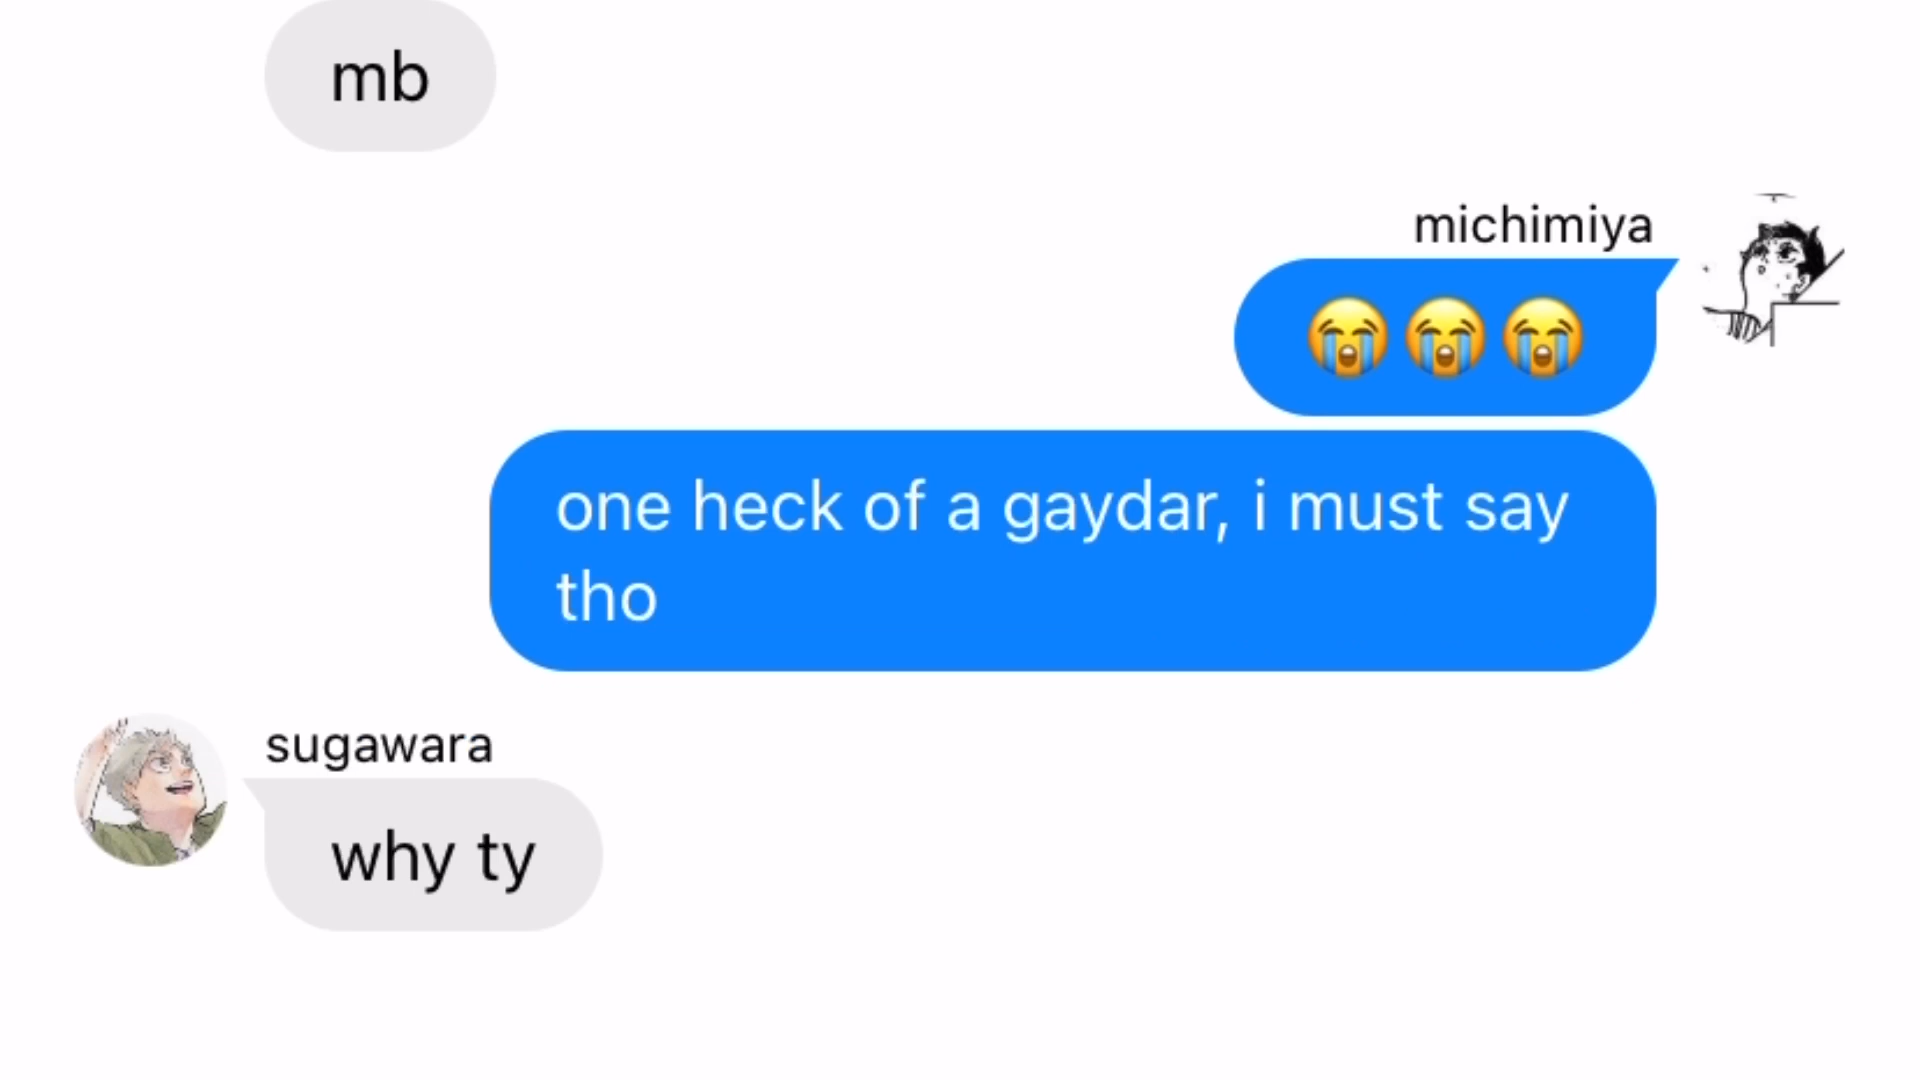 mb
michimiya
😭😭😭
one heck of a gaydar, i must say
tho
sugawara
why ty